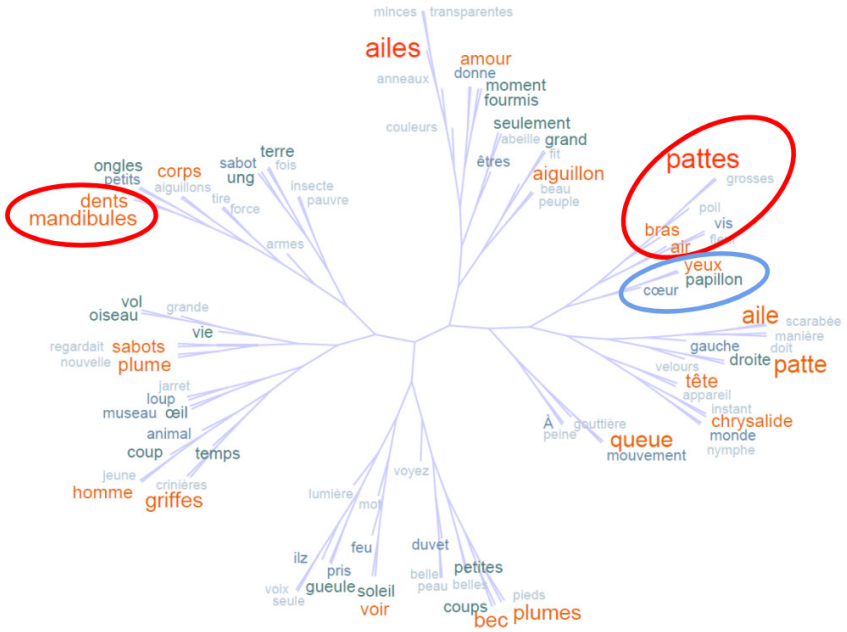 minces transparentes
ailes
amour
donne
anneaux
moment
fourmis
couleurs
seulement
abeille grand
fit
êtres
aiguillon
beau
peuple
terre
sabot fois
ung
insecte
pauvre
ongles
petits
corps
aiguillons
tire
force
dents
mandibules
armes
pattes
grosses
poil
vis
bras
air
yeux
papillon
cœur
aile
scarabée
manière
gauche
doit
droite
patte
velours
tête
appareil
instant
chrysalide
monde
nymphe
vol
oiseau
grande
vie
regardait sabots
nouvelle plume
jarret
loup
museau œil
animal
coup temps
jeune
crinières
homme griffes
À
peine
gouttière
queue
mouvement
voyez
lumière
mot
feu
ilz
pris
gueule soleil
voix
seule
voir
duvet
petites
belle
peau belles
pieds
coups
bec plumes